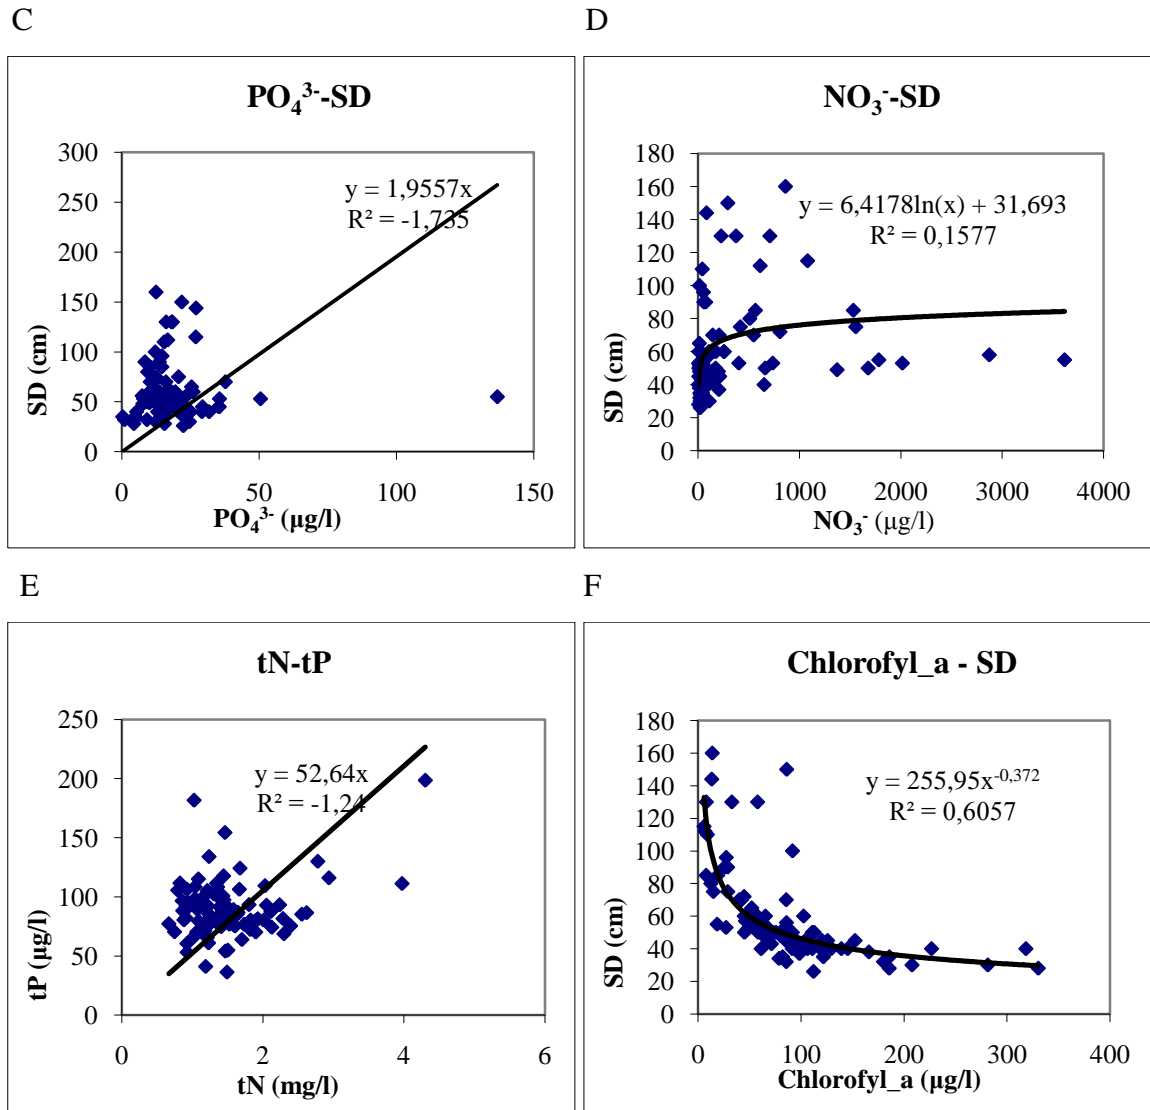 C
D
PO₄³⁻-SD
300
250
200
150
100
50
0
y = 1,9557x
R² = -1,735
SD (cm)
0 50 100 150
PO₄³⁻ (µg/l)
NO₃⁻-SD
180
160
140
120
100
80
60
40
20
0
y = 6,4178ln(x) + 31,693
R² = 0,1577
SD (cm)
0 1000 2000 3000 4000
NO₃⁻ (µg/l)
E
F
tN-tP
250
200
150
100
50
0
y = 52,64x
R² = -1,24
tP (µg/l)
0 2 4 6
tN (mg/l)
Chlorofyl_a - SD
180
160
140
120
100
80
60
40
20
0
y = 255,95x⁻⁰,³⁷²
R² = 0,6057
SD (cm)
0 100 200 300 400
Chlorofyl_a (µg/l)